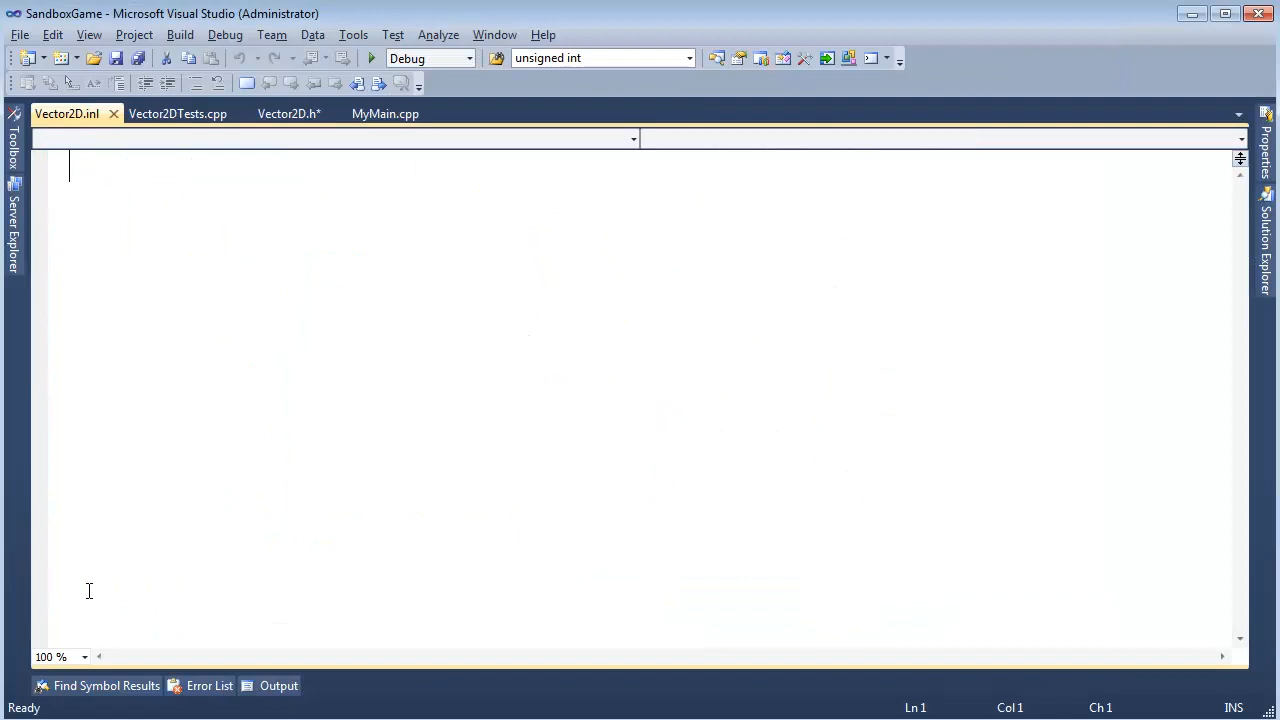 SandboxGame - Microsoft Visual Studio (Administrator)
File Edit View Project Build Debug Team Data Tools Test Analyze Window Help
Debug unsigned int
Vector2D.inl Vector2DTests.cpp Vector2D.h* MyMain.cpp
Toolbox
Server Explorer
Properties
Solution Explorer
100 %
Find Symbol Results Error List Output
Ready Ln 1 Col 1 Ch 1 INS